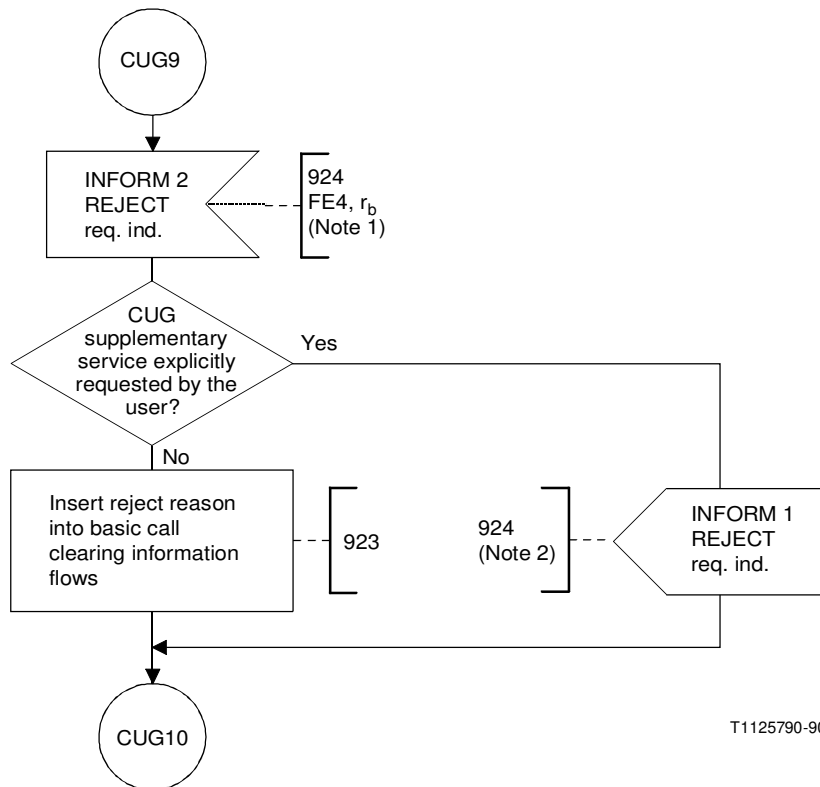 CUG9
INFORM 2
REJECT
req. ind.
924
FE4, rb
(Note 1)
CUG
supplementary
service explicitly
requested by the
user?
Yes
No
Insert reject reason
into basic call
clearing information
flows
923
924
(Note 2)
INFORM 1
REJECT
req. ind.
CUG10
T1125790-90